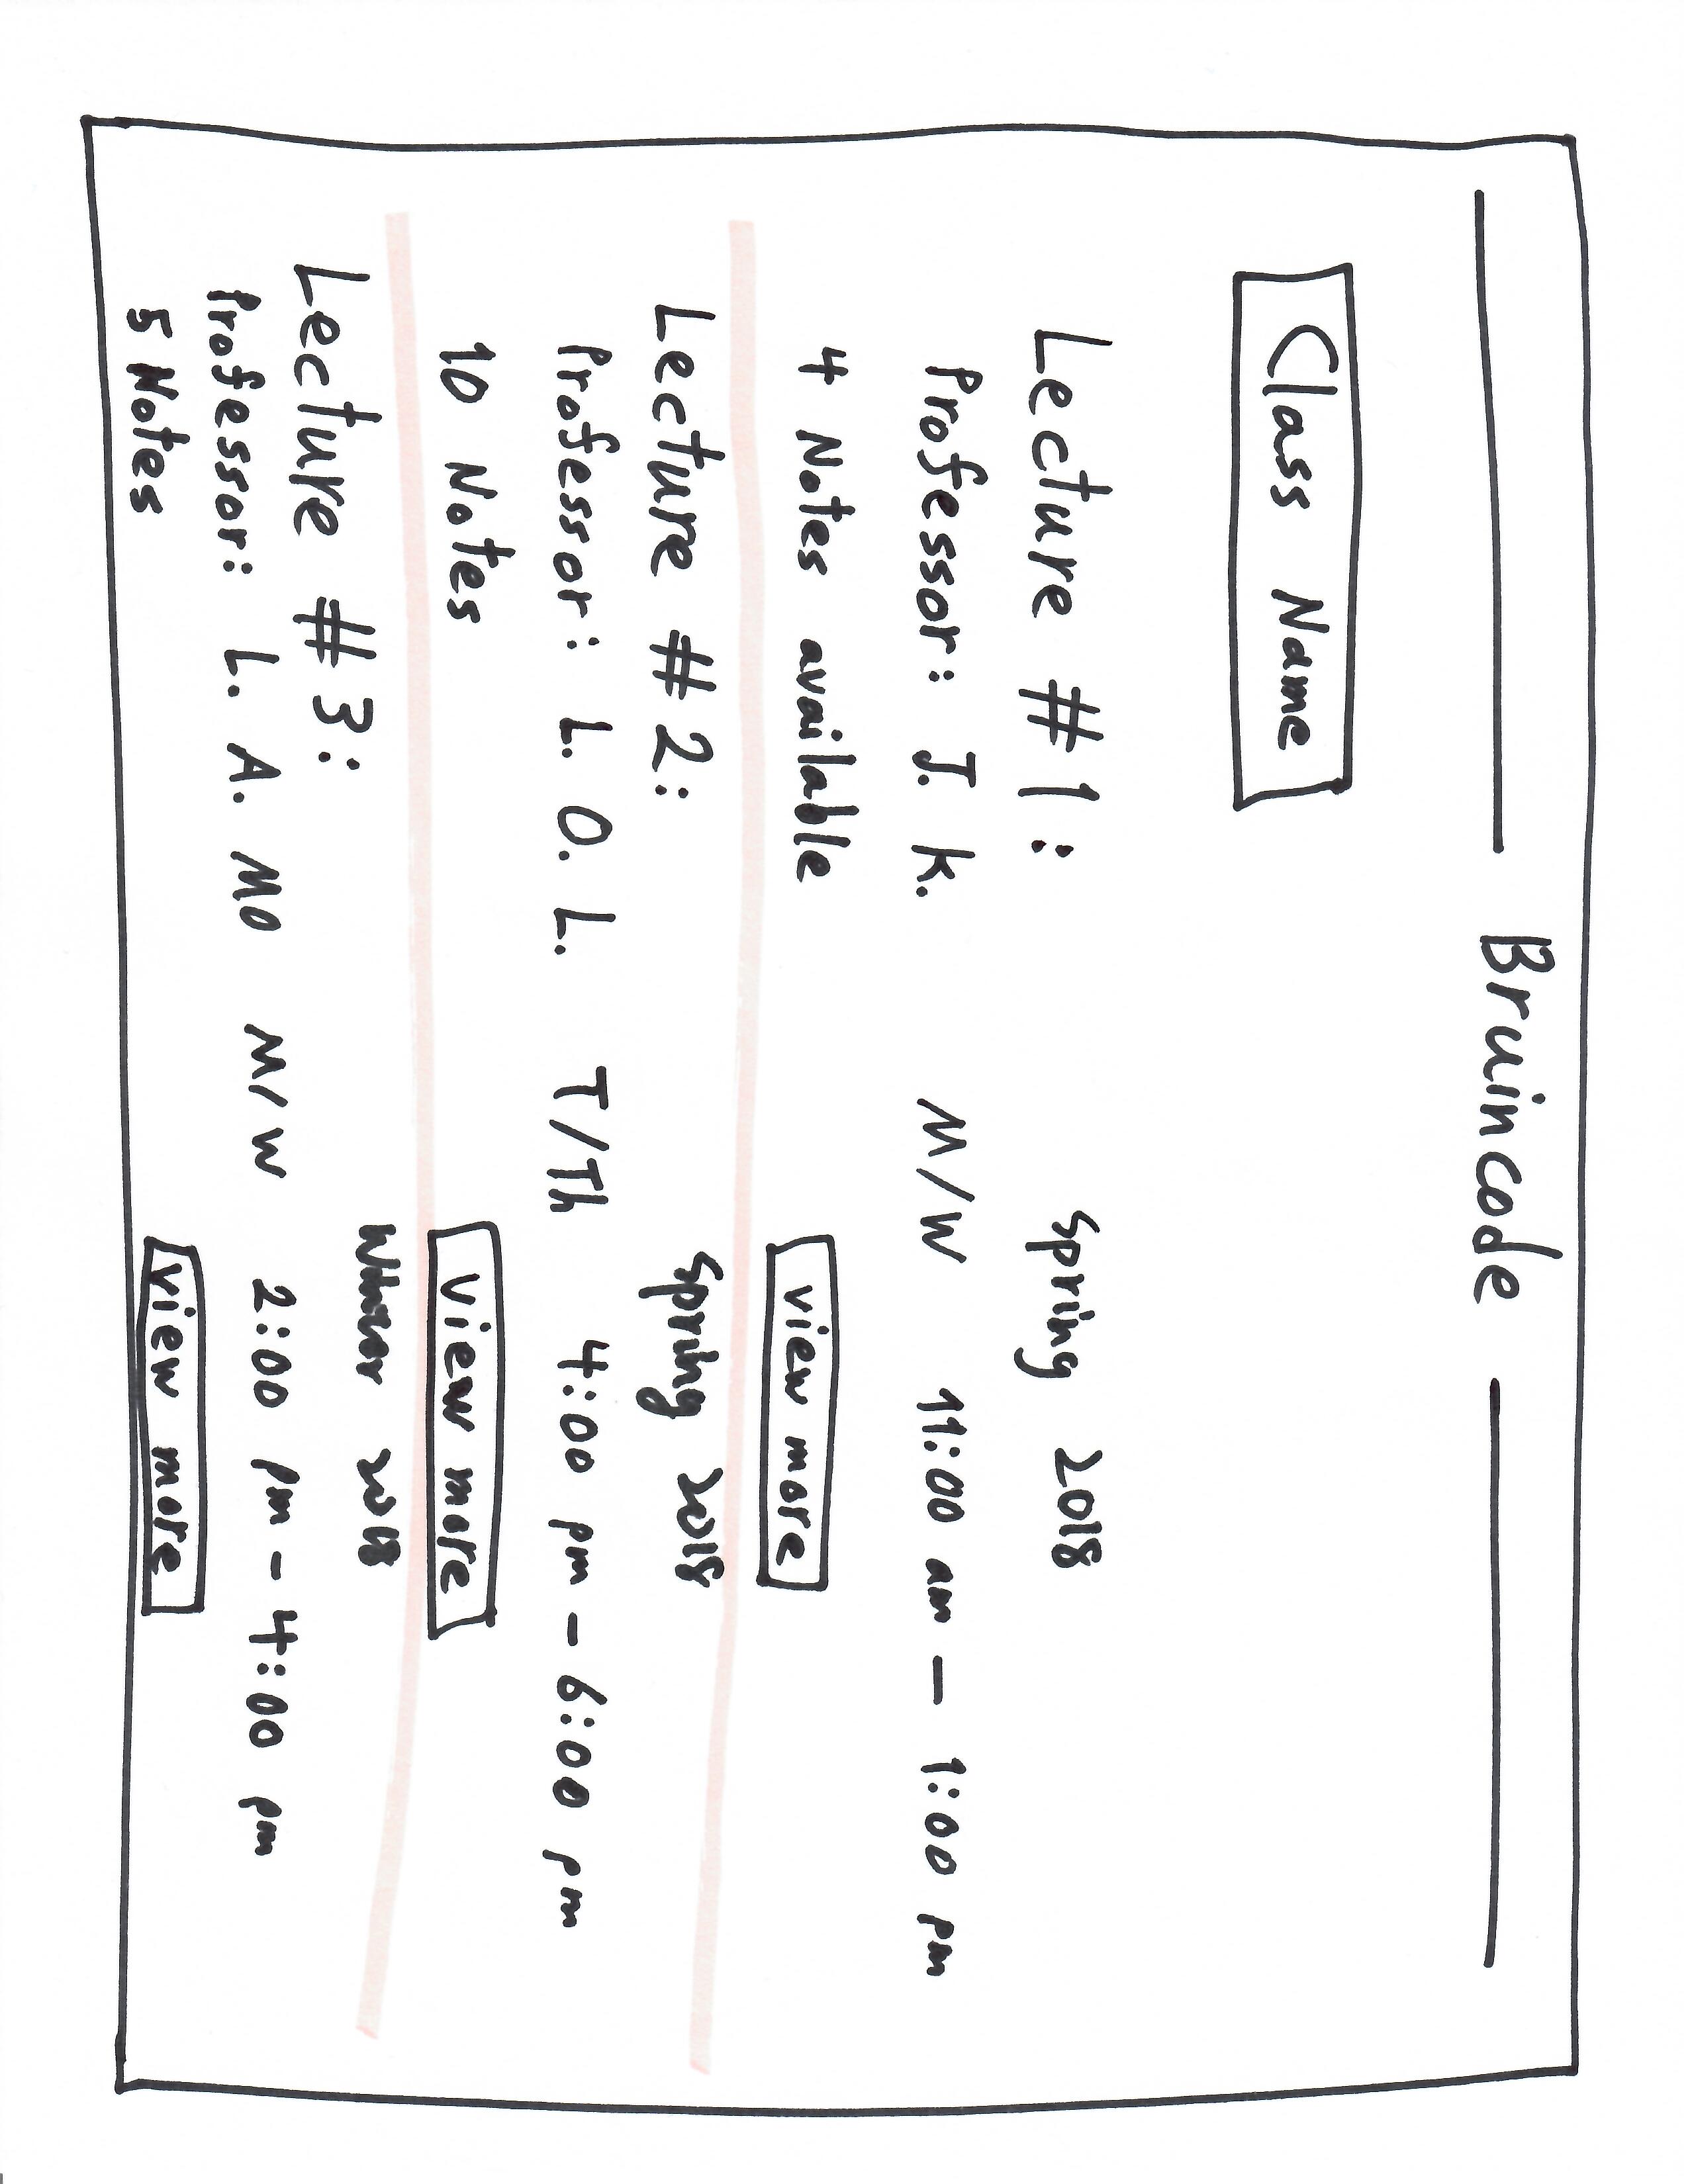 Bruincode
Class Name
Lecture #1: Spring 2018
Professor: J. K. M/W 11:00 am – 1:00 pm
4 Notes available view more
Lecture #2: Spring 2018
Professor: L. O. L. T/Th 4:00 pm – 6:00 pm
10 Notes view more
Lecture #3: Winter 2018
Professor: L. A. MO M/W 2:00 pm – 4:00 pm
5 Notes view more